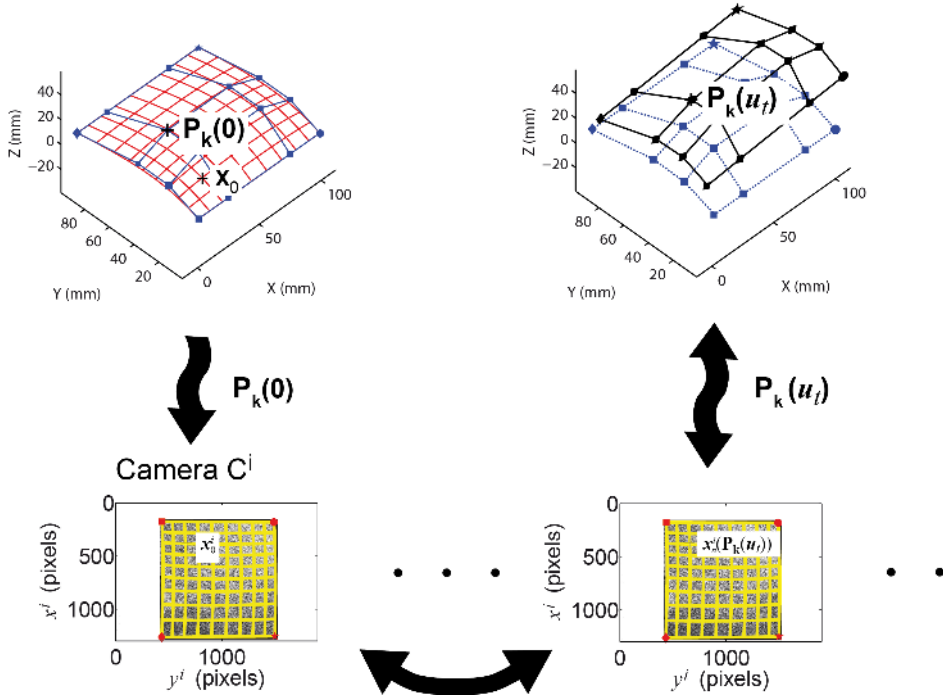 Z (mm)
40
20
0
−20
P_k(0)
X_0
80
60
40
20
Y (mm)
0
50
100
X (mm)
Z (mm)
40
20
0
−20
P_k(u_t)
80
60
40
20
Y (mm)
0
50
100
X (mm)
P_k(0)
P_k(u_t)
Camera C^i
x^i (pixels)
0
500
1000
x_0^i
0
1000
y^i (pixels)
x^i (pixels)
0
500
1000
(P_k(u_t))
0
1000
y^i (pixels)